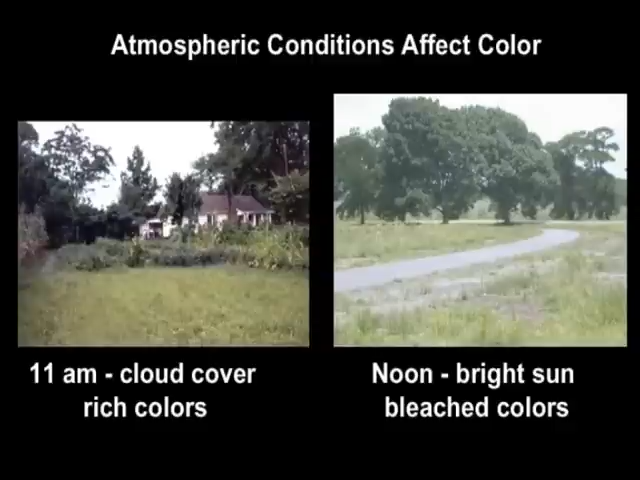 Atmospheric Conditions Affect Color
11 am - cloud cover
rich colors
Noon - bright sun
bleached colors